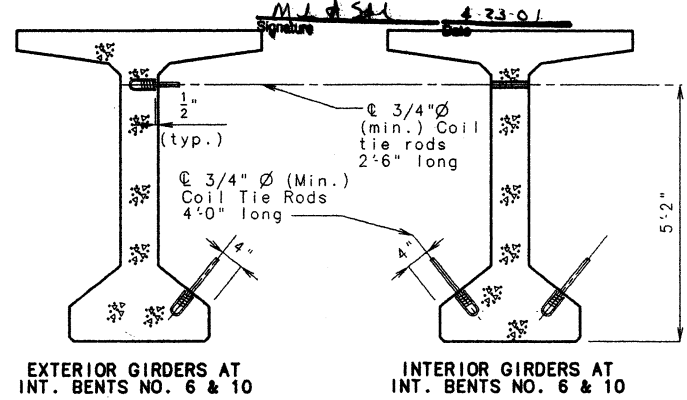 Signature
Date 4-23-01
1/2"
(typ.)
℄ 3/4"Ø
(min.) Coil
tie rods
2'-6" long
℄ 3/4" Ø (Min.)
Coil Tie Rods
4'-0" long
4"
4"
5'-2"
EXTERIOR GIRDERS AT
INT. BENTS NO. 6 & 10
INTERIOR GIRDERS AT
INT. BENTS NO. 6 & 10